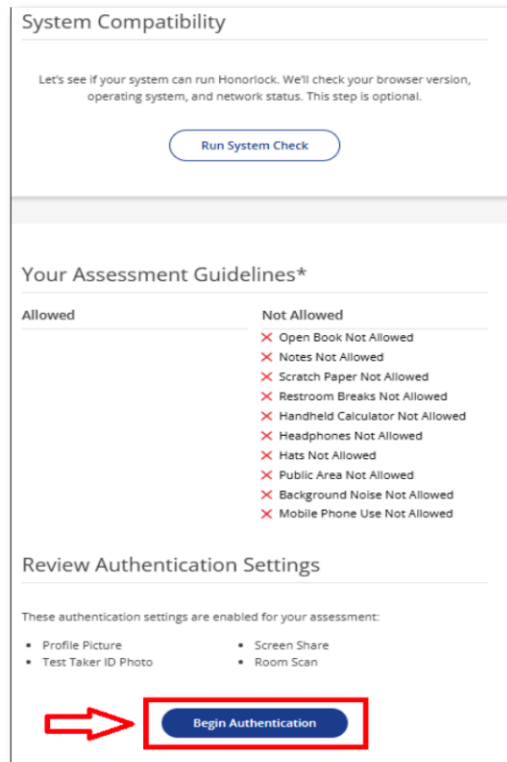 System Compatibility
Let's see if your system can run Honorlock. We'll check your browser version,
operating system, and network status. This step is optional.
Run System Check
Your Assessment Guidelines*
Allowed
Not Allowed
Open Book Not Allowed
Notes Not Allowed
Scratch Paper Not Allowed
Restroom Breaks Not Allowed
Handheld Calculator Not Allowed
Headphones Not Allowed
Hats Not Allowed
Public Area Not Allowed
Background Noise Not Allowed
Mobile Phone Use Not Allowed
Review Authentication Settings
These authentication settings are enabled for your assessment:
• Profile Picture
• Test Taker ID Photo
• Screen Share
• Room Scan
Begin Authentication